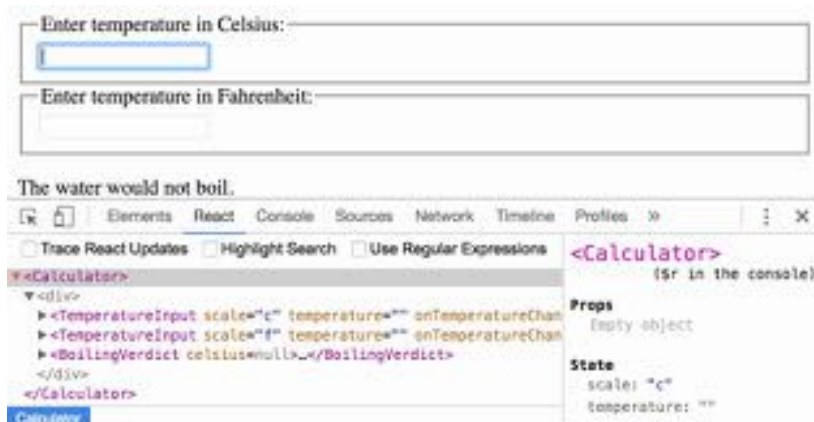 Enter temperature in Celsius:
Enter temperature in Fahrenheit:
The water would not boil.
Elements React Console Sources Network Timeline Profiles »
Trace React Updates Highlight Search Use Regular Expressions
<Calculator>
($r in the console)
▼<Calculator>
▼<div>
▶<TemperatureInput scale="c" temperature="" onTemperatureChan
▶<TemperatureInput scale="f" temperature="" onTemperatureChan
▶<BoilingVerdict celsius=null>…</BoilingVerdict>
</div>
</Calculator>
Calculator
Props
Empty object
State
scale: "c"
temperature: ""